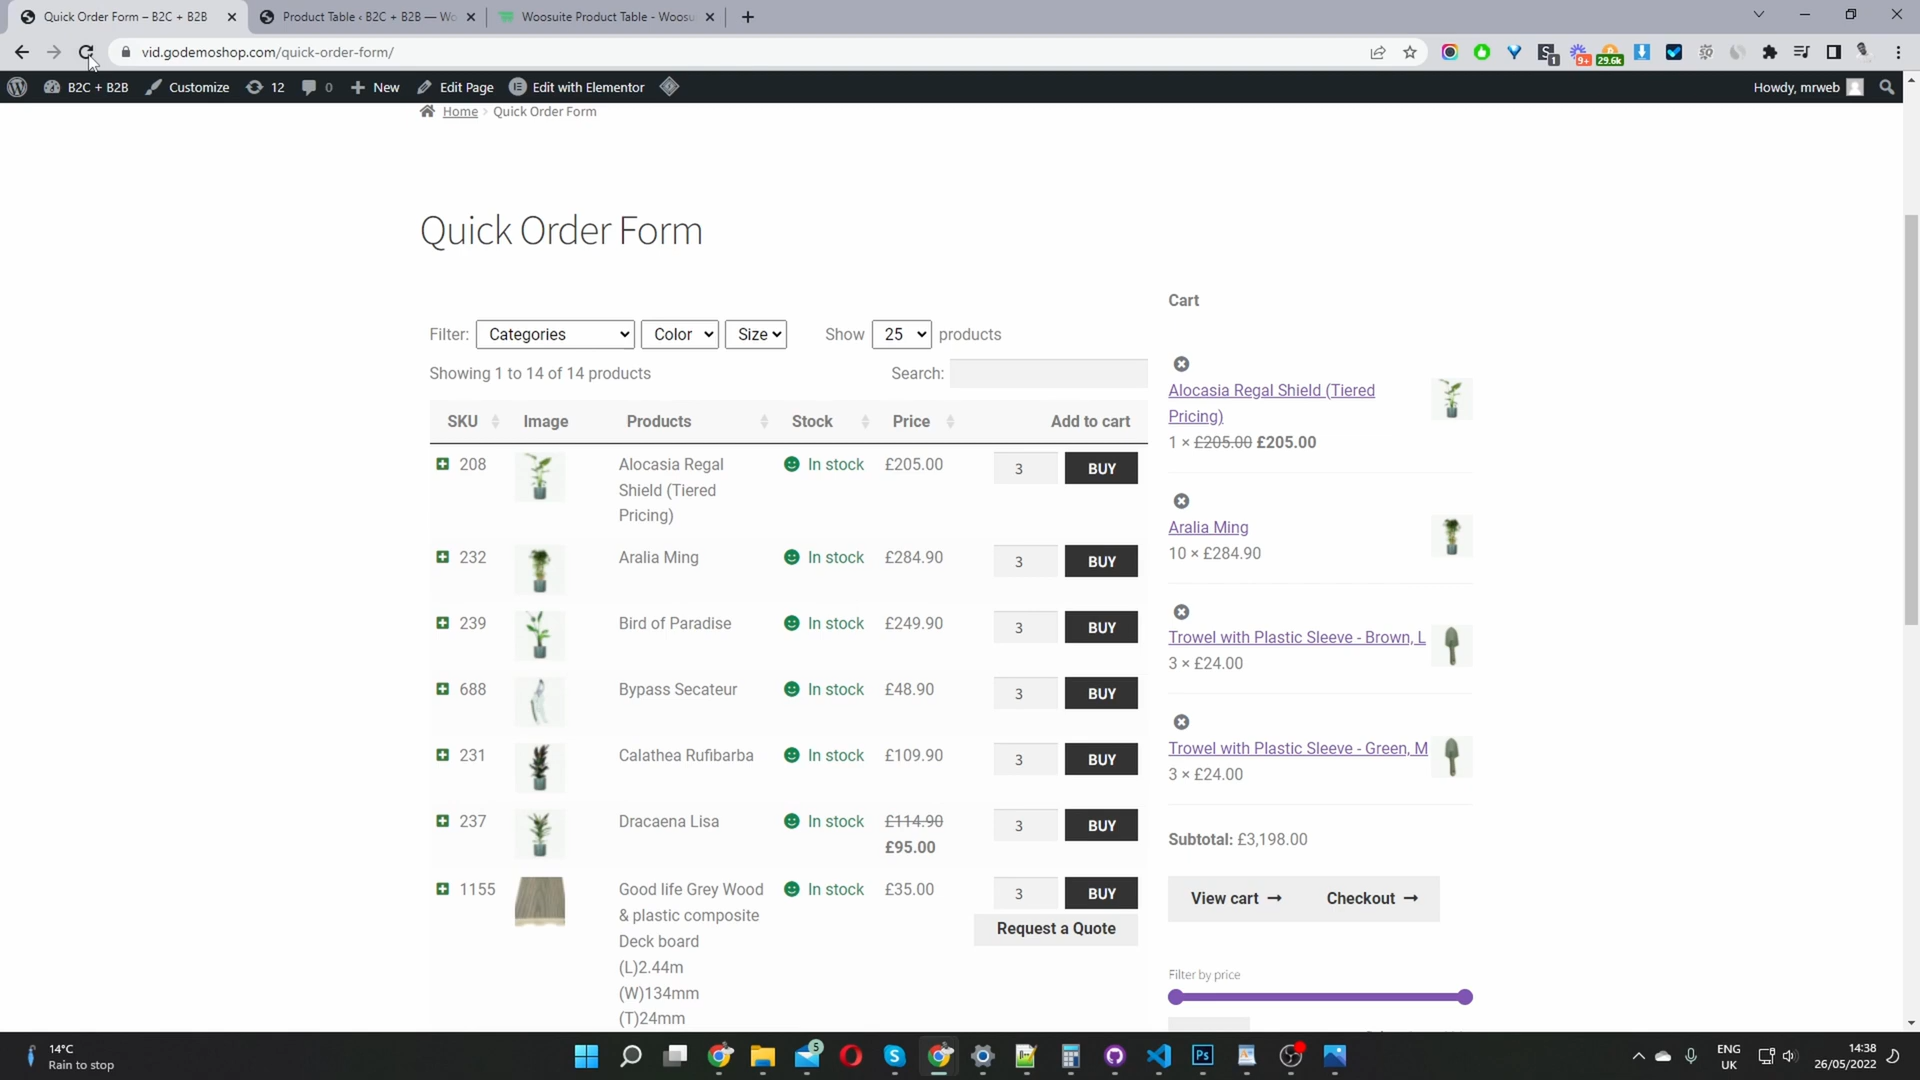 Quick Order Form – B2C + B2B
Product Table ‹ B2C + B2B — Wo
Woosuite Product Table - Woosu
vid.godemoshop.com/quick-order-form/
1
9+
29.6k
B2C + B2B
Customize
12
0
New
Edit Page
Edit with Elementor
Howdy, mrweb
Home
Quick Order Form
Quick Order Form
Filter: Categories Color Size Show 25 products
Showing 1 to 14 of 14 products
Search:
SKU Image Products Stock Price Add to cart
208 Alocasia Regal Shield (Tiered Pricing) In stock £205.00 3 BUY
232 Aralia Ming In stock £284.90 3 BUY
239 Bird of Paradise In stock £249.90 3 BUY
688 Bypass Secateur In stock £48.90 3 BUY
231 Calathea Rufibarba In stock £109.90 3 BUY
237 Dracaena Lisa In stock £114.90 3 BUY
£95.00
1155 Good life Grey Wood In stock £35.00 3 BUY
& plastic composite
Request a Quote
Deck board
(L)2.44m
(W)134mm
(T)24mm
Cart
Alocasia Regal Shield (Tiered
Pricing)
1 × £205.00 £205.00
Aralia Ming
10 × £284.90
Trowel with Plastic Sleeve - Brown, L
3 × £24.00
Trowel with Plastic Sleeve - Green, M
3 × £24.00
Subtotal: £3,198.00
View cart → Checkout →
Filter by price
14°C
Rain to stop
5
ENG
UK
14:38
26/05/2022